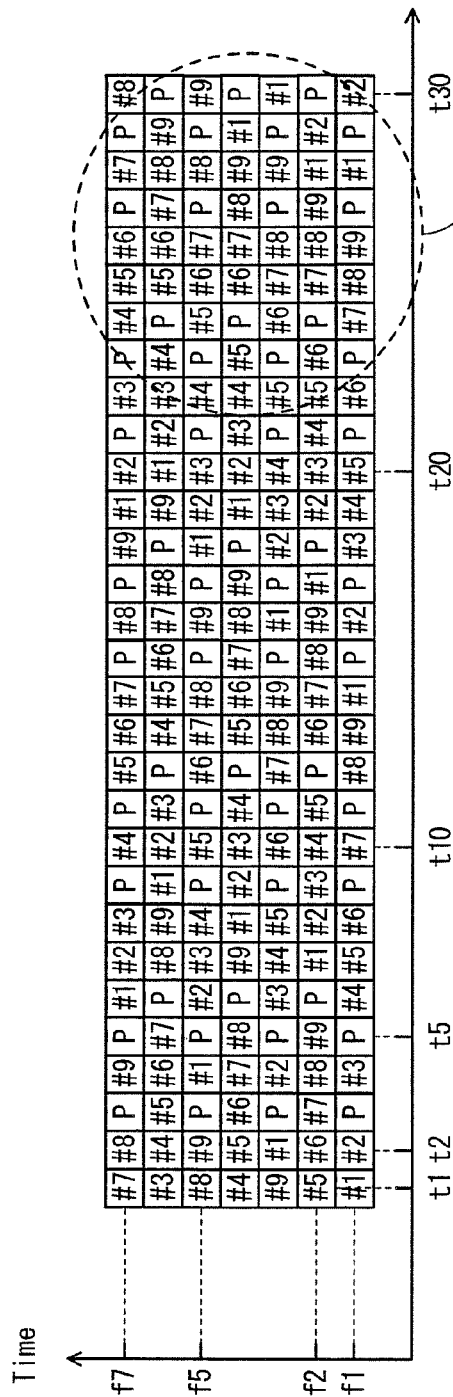 Time
f7 #7 #8 P #9 P #1 #2 #3 P #4 P #5 #6 #7 P #8 P #9 #1 #2 P #3 P #4 #5 #6 P #7 P #8
#3 #4 #5 #6 #7 P #8 #9 #1 #2 #3 P #4 #5 #6 #7 #8 P #9 #1 #2 #3 #4 P #5 #6 #7 #8 #9 P
f5 #8 #9 P #1 P #2 #3 #4 P #5 P #6 #7 #8 P #9 P #1 #2 #3 P #4 P #5 #6 #7 P #8 P #9
#4 #5 #6 #7 #8 P #9 #1 #2 #3 #4 P #5 #6 #7 #8 #9 P #1 #2 #3 #4 #5 P #6 #7 #8 #9 #1 P
#9 #1 P #2 P #3 #4 #5 P #6 P #7 #8 #9 P #1 P #2 #3 #4 P #5 P #6 #7 #8 P #9 P #1
f2 #5 #6 #7 #8 #9 P #1 #2 #3 #4 #5 P #6 #7 #8 #9 #1 P #2 #3 #4 #5 #6 P #7 #8 #9 #1 #2 P
f1 #1 #2 P #3 P #4 #5 #6 P #7 P #8 #9 #1 P #2 P #3 #4 #5 P #6 P #7 #8 #9 P #1 P #2
t1 t2 t5 t10 t20 t30